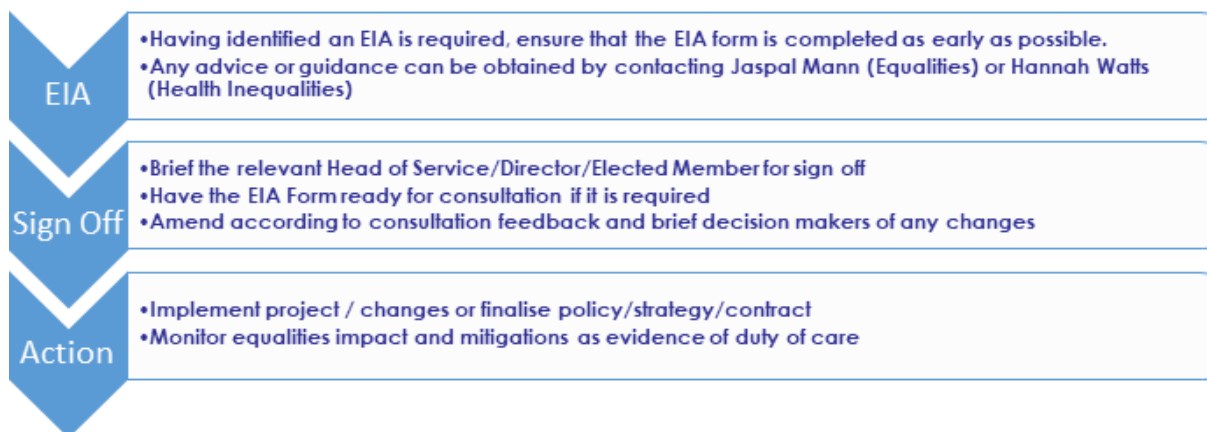 EIA
•Having identified an EIA is required, ensure that the EIA form is completed as early as possible.
•Any advice or guidance can be obtained by contacting Jaspal Mann (Equalities) or Hannah Watts
(Health Inequalities)
Sign Off
•Brief the relevant Head of Service/Director/Elected Member for sign off
•Have the EIA Form ready for consultation if it is required
•Amend according to consultation feedback and brief decision makers of any changes
Action
•Implement project / changes or finalise policy/strategy/contract
•Monitor equalities impact and mitigations as evidence of duty of care